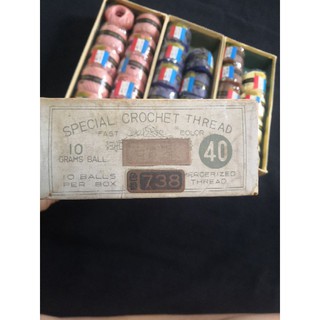 SPECIAL CROCHET THREAD
FAST COLOR
10
GRAMS BALL
40
10 BALLS
PER BOX
738
MERCERIZED
THREAD